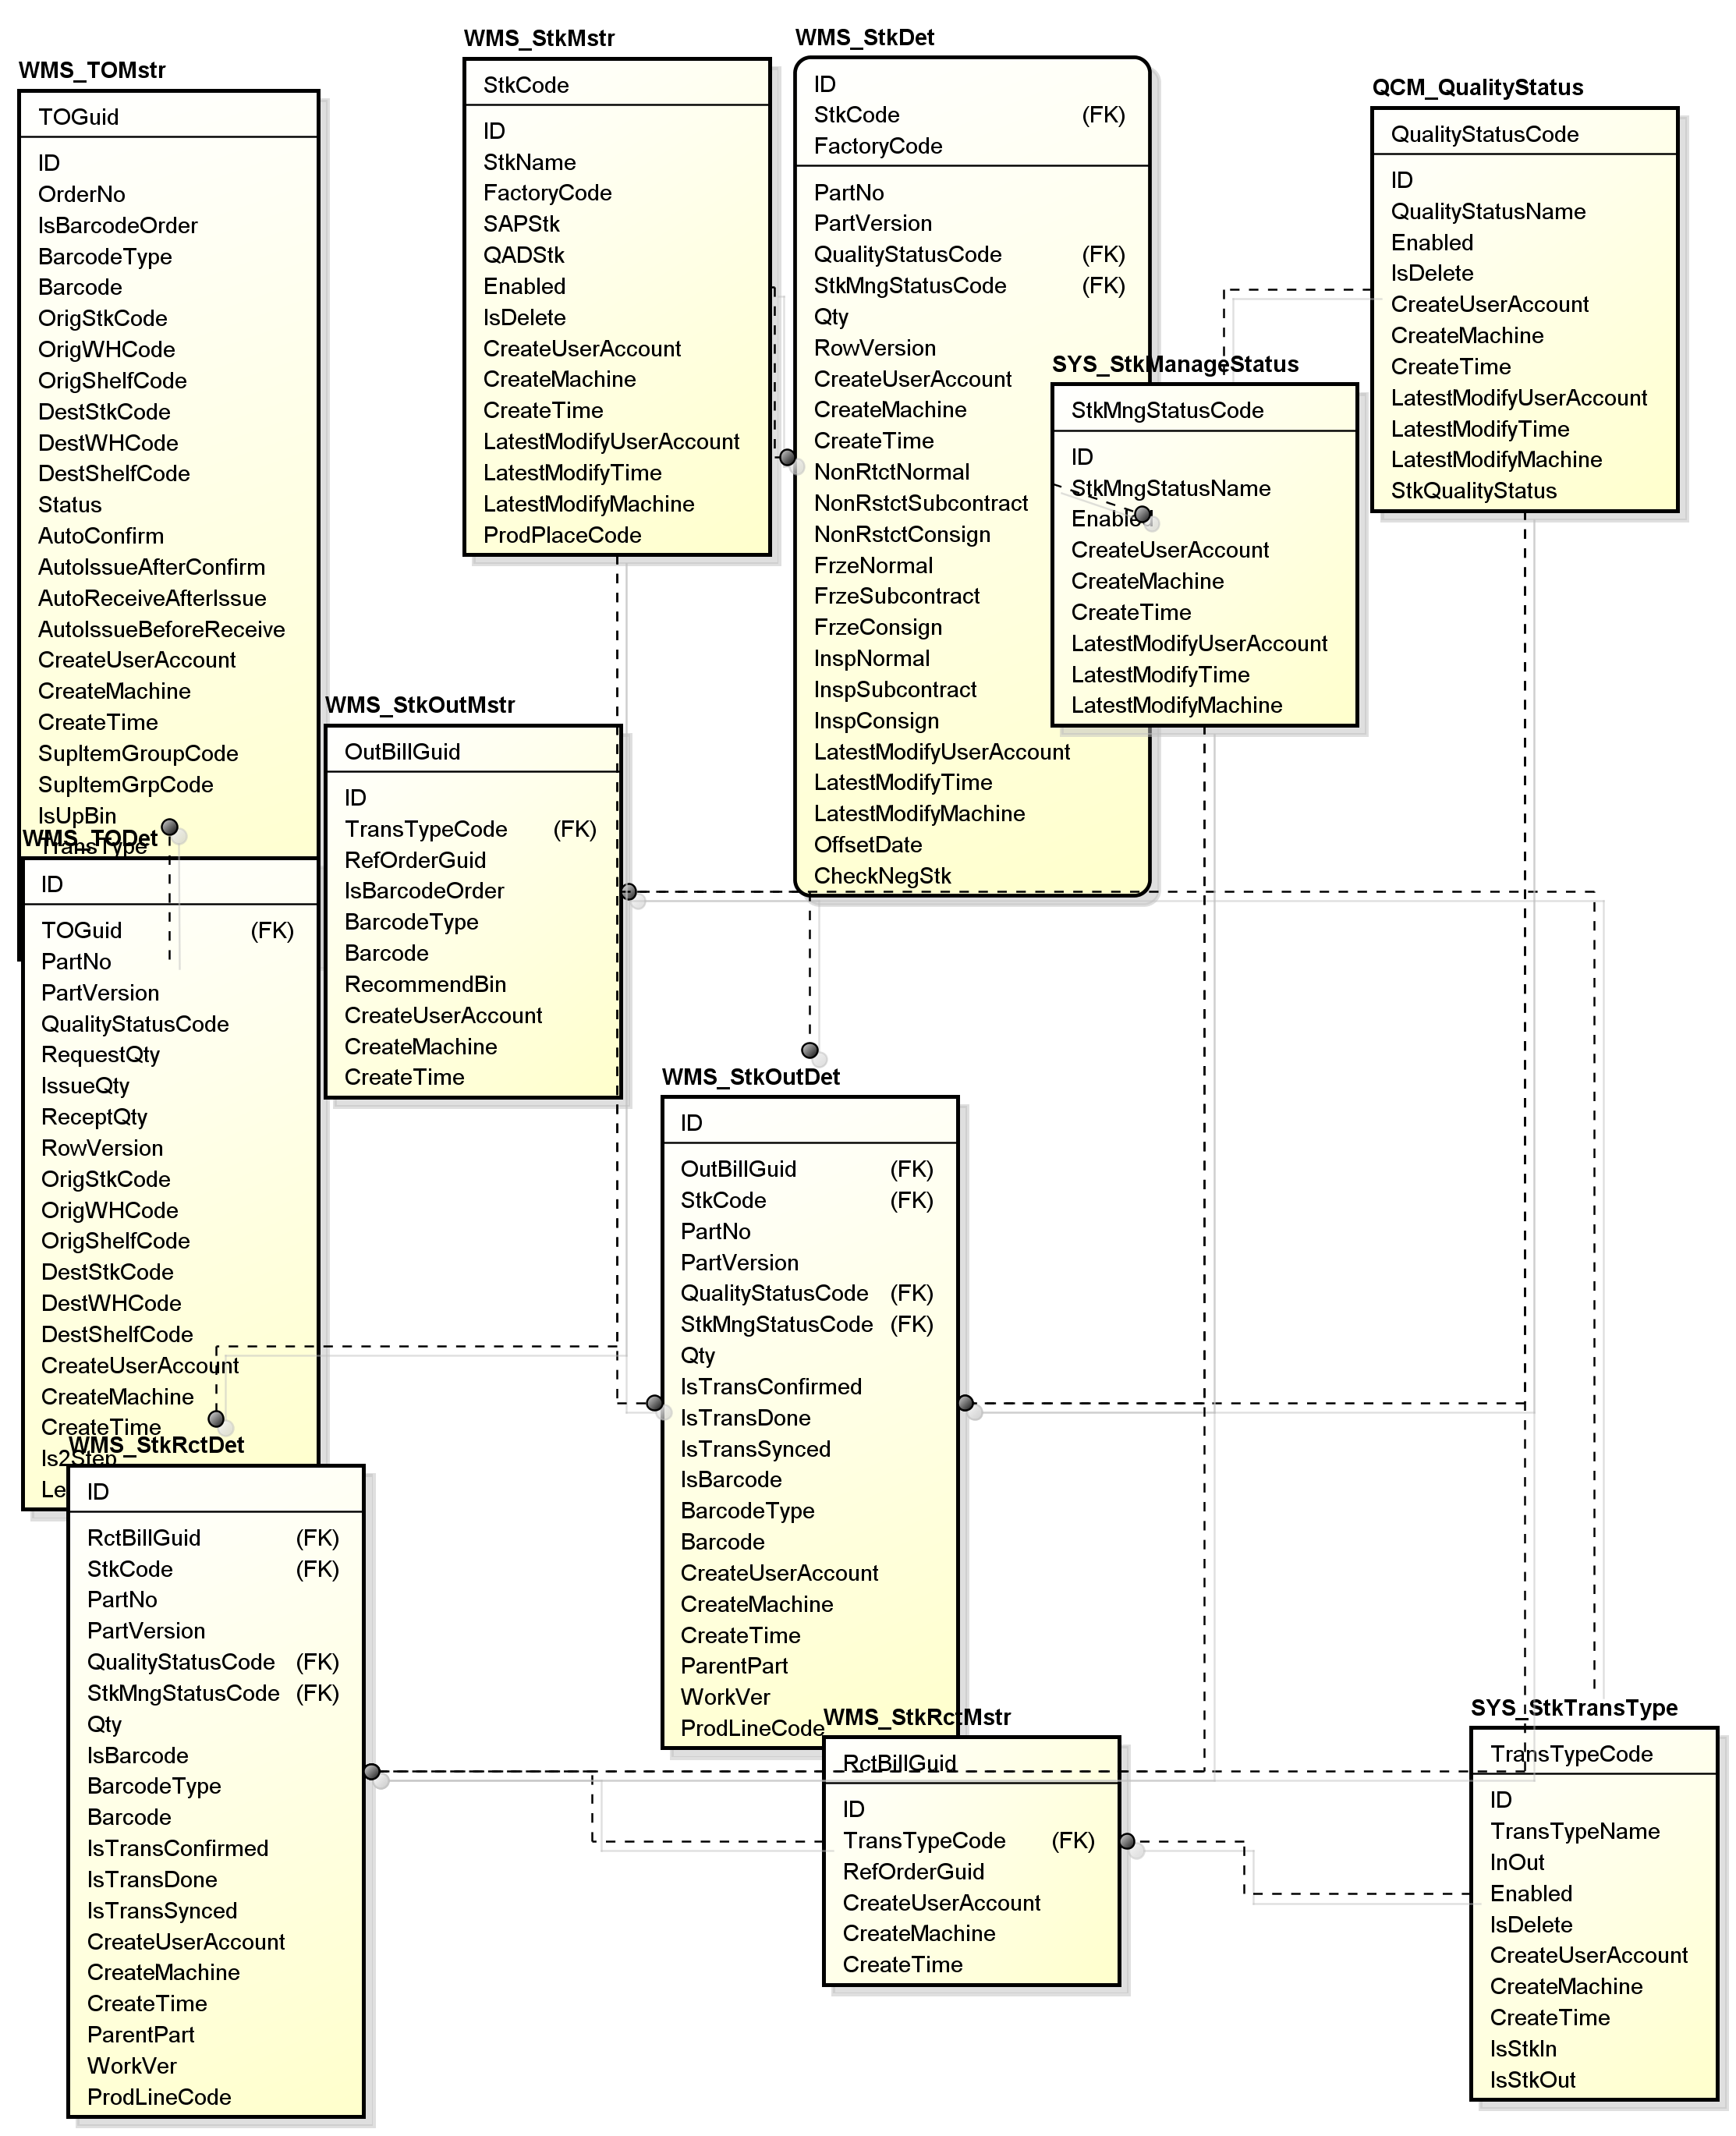 WMS_TOMstr
TOGuid
ID
OrderNo
IsBarcodeOrder
BarcodeType
Barcode
OrigStkCode
OrigWHCode
OrigShelfCode
DestStkCode
DestWHCode
DestShelfCode
Status
AutoConfirm
AutoIssueAfterConfirm
AutoReceiveAfterIssue
AutoIssueBeforeReceive
CreateUserAccount
CreateMachine
CreateTime
SupItemGroupCode
SupItemGrpCode
IsUpBin
TransType
WMS_TODet
ID
TOGuid (FK)
PartNo
PartVersion
QualityStatusCode
RequestQty
IssueQty
ReceptQty
RowVersion
OrigStkCode
OrigWHCode
OrigShelfCode
DestStkCode
DestWHCode
DestShelfCode
CreateUserAccount
CreateMachine
CreateTime
Is2Step
WMS_StkRctDet
ID
RctBillGuid (FK)
StkCode (FK)
PartNo
PartVersion
QualityStatusCode (FK)
StkMngStatusCode (FK)
Qty
IsBarcode
BarcodeType
Barcode
IsTransConfirmed
IsTransDone
IsTransSynced
CreateUserAccount
CreateMachine
CreateTime
ParentPart
WorkVer
ProdLineCode
WMS_StkMstr
StkCode
ID
StkName
FactoryCode
SAPStk
QADStk
Enabled
IsDelete
CreateUserAccount
CreateMachine
CreateTime
LatestModifyUserAccount
LatestModifyTime
LatestModifyMachine
ProdPlaceCode
WMS_StkOutMstr
OutBillGuid
ID
TransTypeCode (FK)
RefOrderGuid
IsBarcodeOrder
BarcodeType
Barcode
RecommendBin
CreateUserAccount
CreateMachine
CreateTime
WMS_StkDet
ID
StkCode (FK)
FactoryCode
PartNo
PartVersion
QualityStatusCode (FK)
StkMngStatusCode (FK)
Qty
RowVersion
CreateUserAccount
CreateMachine
CreateTime
NonRtctNormal
NonRstctSubcontract
NonRstctConsign
FrzeNormal
FrzeSubcontract
FrzeConsign
InspNormal
InspSubcontract
InspConsign
LatestModifyUserAccount
LatestModifyTime
LatestModifyMachine
OffsetDate
CheckNegStk
WMS_StkOutDet
ID
OutBillGuid (FK)
StkCode (FK)
PartNo
PartVersion
QualityStatusCode (FK)
StkMngStatusCode (FK)
Qty
IsTransConfirmed
IsTransDone
IsTransSynced
IsBarcode
BarcodeType
Barcode
CreateUserAccount
CreateMachine
CreateTime
ParentPart
WorkVer
ProdLineCode
WMS_StkRctMstr
RctBillGuid
ID
TransTypeCode (FK)
RefOrderGuid
CreateUserAccount
CreateMachine
CreateTime
SYS_StkManageStatus
StkMngStatusCode
ID
StkMngStatusName
Enabled
CreateUserAccount
CreateMachine
CreateTime
LatestModifyUserAccount
LatestModifyTime
LatestModifyMachine
QCM_QualityStatus
QualityStatusCode
ID
QualityStatusName
Enabled
IsDelete
CreateUserAccount
CreateMachine
CreateTime
LatestModifyUserAccount
LatestModifyTime
LatestModifyMachine
StkQualityStatus
SYS_StkTransType
TransTypeCode
ID
TransTypeName
InOut
Enabled
IsDelete
CreateUserAccount
CreateMachine
CreateTime
IsStkIn
IsStkOut